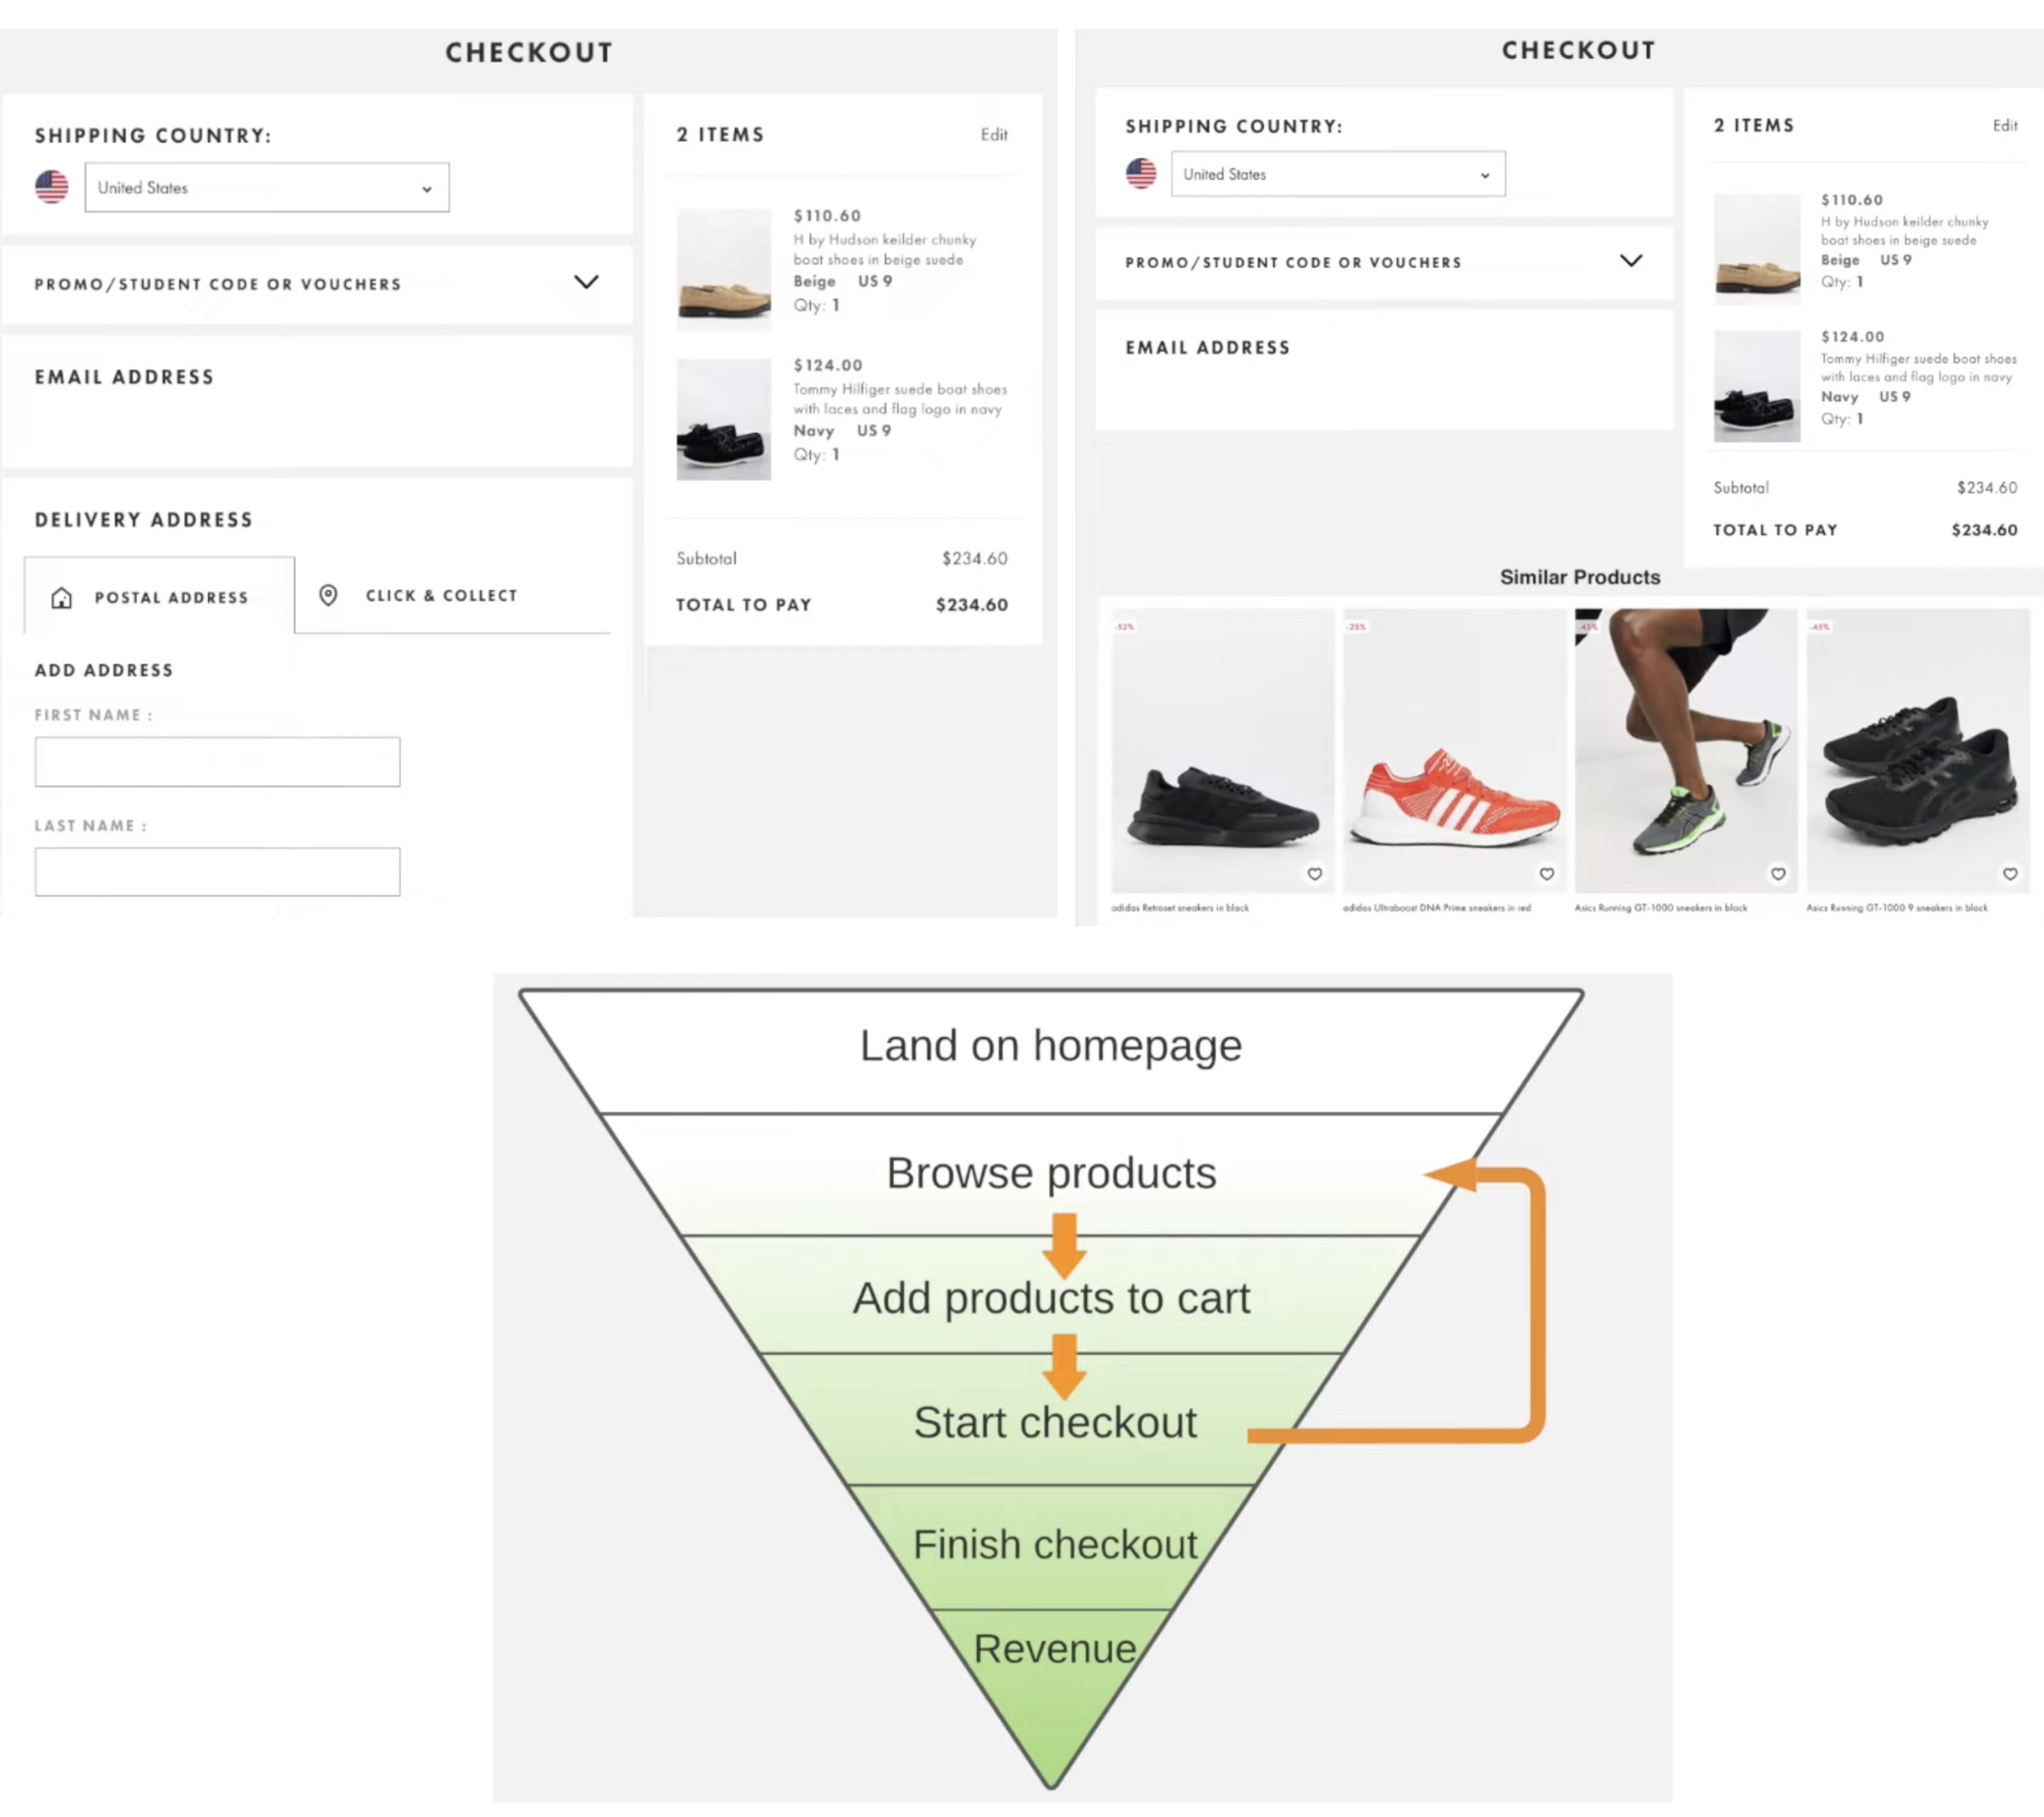 CHECKOUT
SHIPPING COUNTRY:
United States
PROMO/STUDENT CODE OR VOUCHERS
EMAIL ADDRESS
DELIVERY ADDRESS
POSTAL ADDRESS
CLICK & COLLECT
ADD ADDRESS
FIRST NAME :
LAST NAME :
2 ITEMS
Edit
$110.60
H by Hudson keilder chunky
boat shoes in beige suede
Beige US 9
Qty: 1
$124.00
Tommy Hilfiger suede boat shoes
with laces and flag logo in navy
Navy US 9
Qty: 1
Subtotal $234.60
TOTAL TO PAY $234.60
CHECKOUT
SHIPPING COUNTRY:
United States
PROMO/STUDENT CODE OR VOUCHERS
EMAIL ADDRESS
2 ITEMS
Edit
$110.60
H by Hudson keilder chunky
boat shoes in beige suede
Beige US 9
Qty: 1
$124.00
Tommy Hilfiger suede boat shoes
with laces and flag logo in navy
Navy US 9
Qty: 1
Subtotal $234.60
TOTAL TO PAY $234.60
Similar Products
-52%
-25%
-45%
-45%
adidas Retroset sneakers in black
adidas Ultraboost DNA Prime sneakers in red
Asics Running GT-1000 sneakers in black
Asics Running GT-1000 9 sneakers in black
Land on homepage
Browse products
Add products to cart
Start checkout
Finish checkout
Revenue